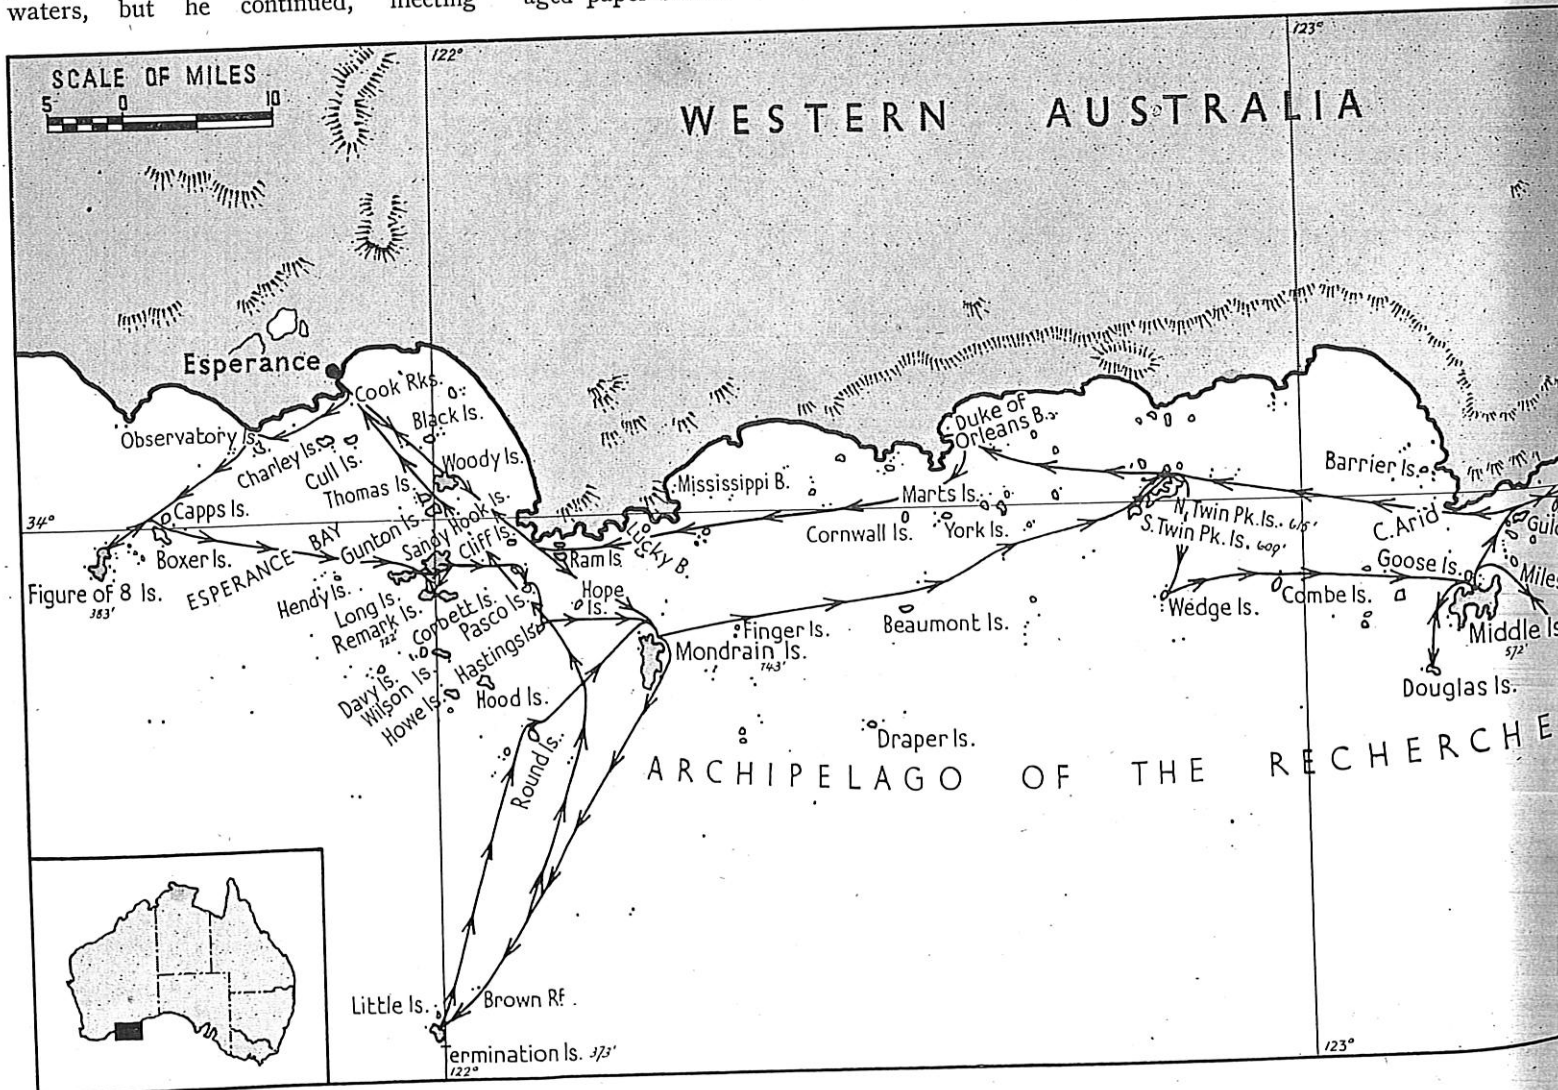 waters, but he continued, meeting
122°
123°
SCALE OF MILES
5 0 10
WESTERN AUSTRALIA
Esperance
Cook Rks.
Black Is.
Observatory Is.
Charley Is.
Cull Is.
Thomas Is.
Woody Is.
Duke of
Orleans B.
Mississippi B.
Barrier Is.
Capps Is.
34°
Boxer Is.
ESPERANCE BAY
Gunton Is.
Sandy Hook Is.
Cliff Is.
Lucky B.
Ram Is.
Marts Is.
Cornwall Is.
York Is.
N. Twin Pk. Is. 615'
S. Twin Pk. Is. 609'
C. Arid
Goose Is.
Figure of 8 Is.
383'
Hendy Is.
Long Is.
Remark Is.
722'
Corbett Is.
Pasco Is.
Hastings Is.
Hope
Is.
Finger Is.
Beaumont Is.
Wedge Is.
Combe Is.
Middle Is
572'
Mondrain Is.
743'
Davy Is.
Wilson Is.
Howe Is.
Hood Is.
Douglas Is.
Round Is.
Draper Is.
ARCHIPELAGO OF THE RECHERCHE
Little Is.
Brown Rf.
Termination Is. 373'
122°
123°